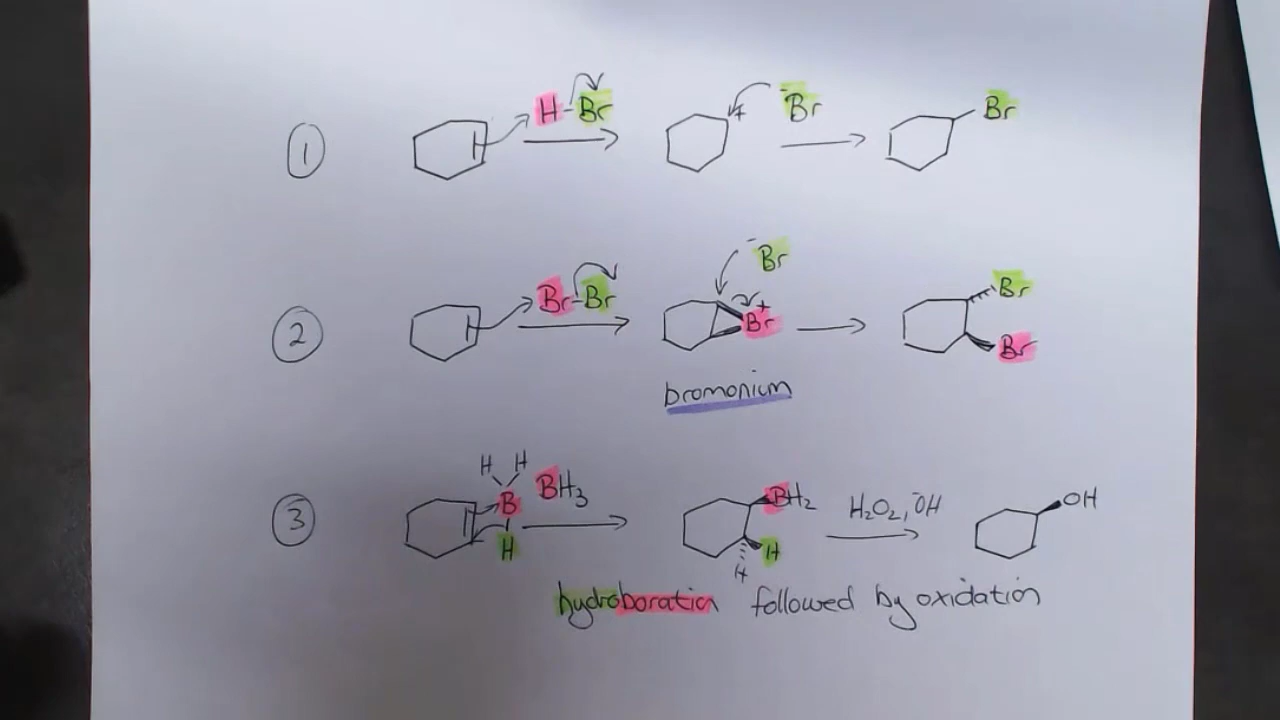 1 H-Br + -Br Br
2 Br-Br Br+ -Br Br Br
bromonium
3 H H B H BH3 BH2 H H H2O2, -OH OH
hydroboration followed by oxidation